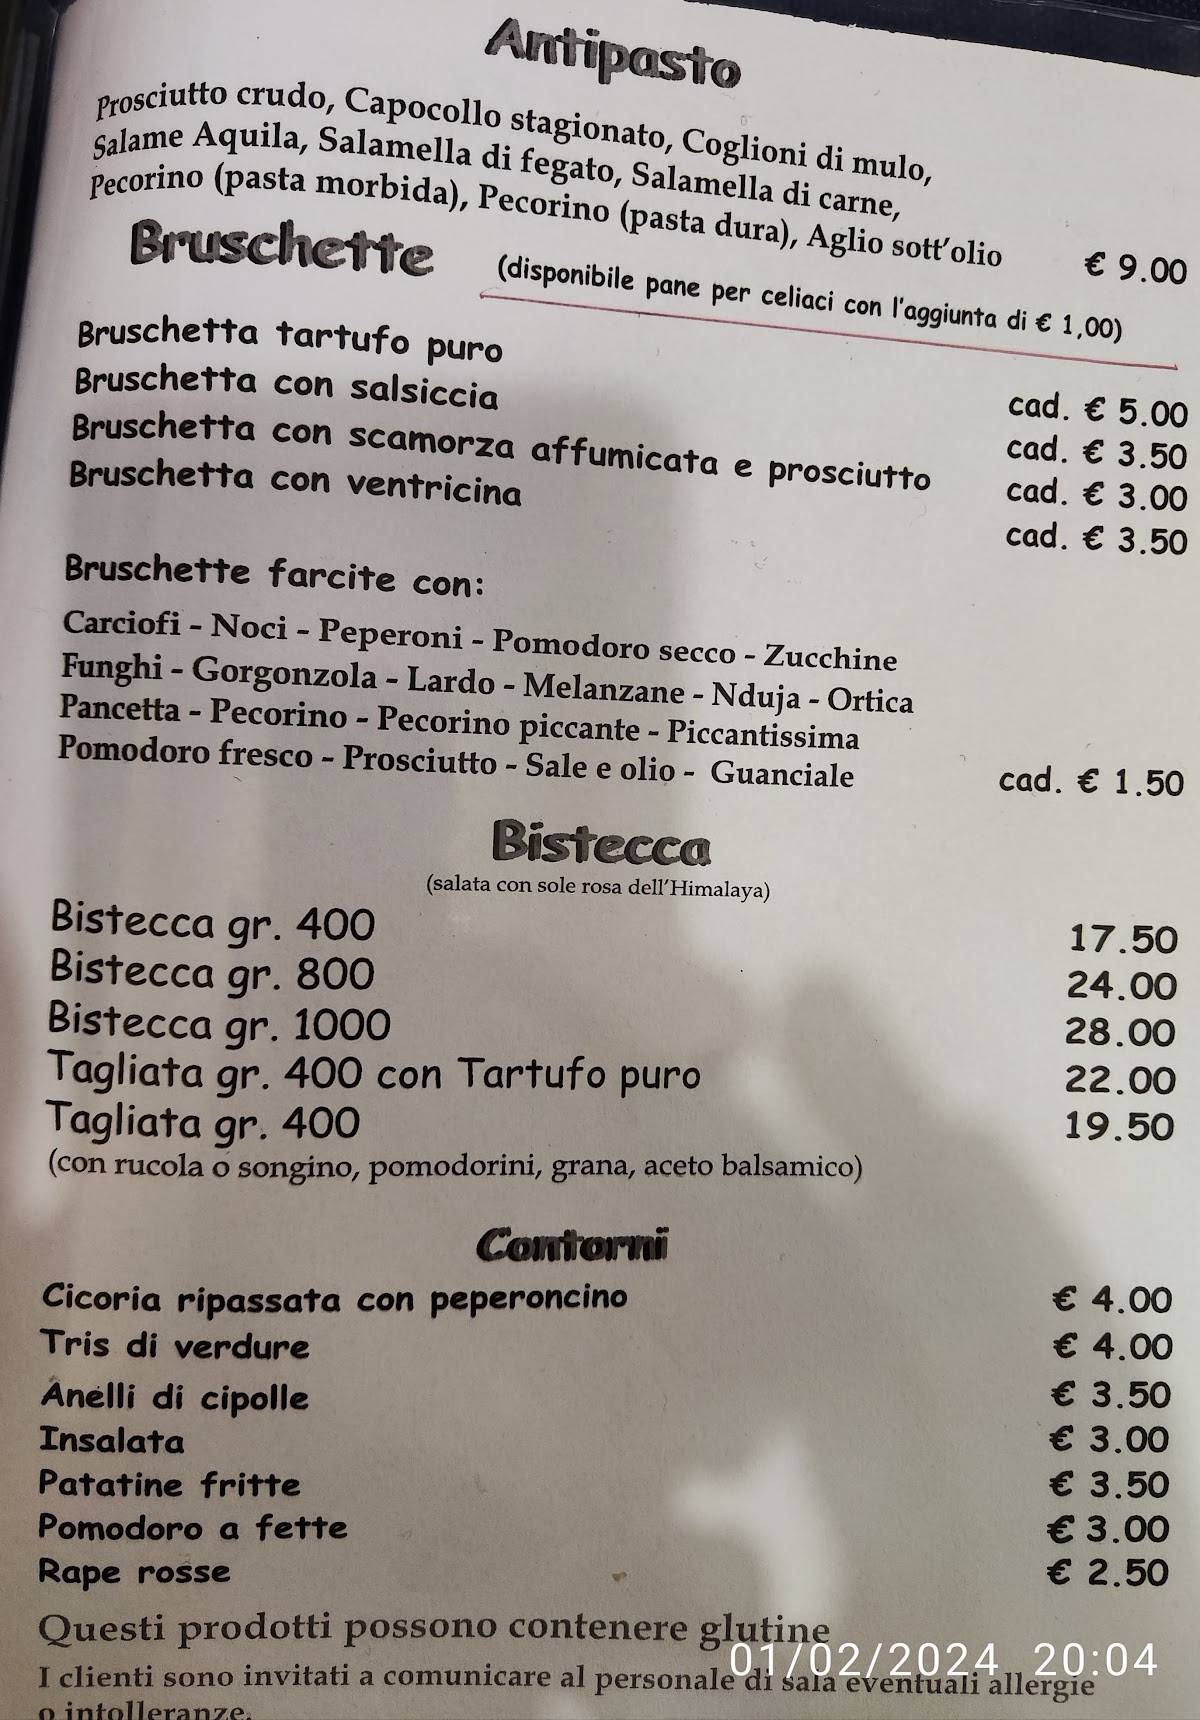 Antipasto
Prosciutto crudo, Capocollo stagionato, Coglioni di mulo,
Salame Aquila, Salamella di fegato, Salamella di carne,
Pecorino (pasta morbida), Pecorino (pasta dura), Aglio sott'olio € 9.00
Bruschette (disponibile pane per celiaci con l'aggiunta di € 1,00)
Bruschetta tartufo puro cad. € 5.00
Bruschetta con salsiccia cad. € 3.50
Bruschetta con scamorza affumicata e prosciutto cad. € 3.00
Bruschetta con ventricina cad. € 3.50
Bruschette farcite con:
Carciofi - Noci - Peperoni - Pomodoro secco - Zucchine
Funghi - Gorgonzola - Lardo - Melanzane - Nduja - Ortica
Pancetta - Pecorino - Pecorino piccante - Piccantissima
Pomodoro fresco - Prosciutto - Sale e olio - Guanciale cad. € 1.50
Bistecca
(salata con sole rosa dell'Himalaya)
Bistecca gr. 400 17.50
Bistecca gr. 800 24.00
Bistecca gr. 1000 28.00
Tagliata gr. 400 con Tartufo puro 22.00
Tagliata gr. 400 19.50
(con rucola o songino, pomodorini, grana, aceto balsamico)
Contorni
Cicoria ripassata con peperoncino € 4.00
Tris di verdure € 4.00
Anelli di cipolle € 3.50
Insalata € 3.00
Patatine fritte € 3.50
Pomodoro a fette € 3.00
Rape rosse € 2.50
Questi prodotti possono contenere glutine
01/02/2024 20:04
I clienti sono invitati a comunicare al personale di sala eventuali allergie
o intolleranze.